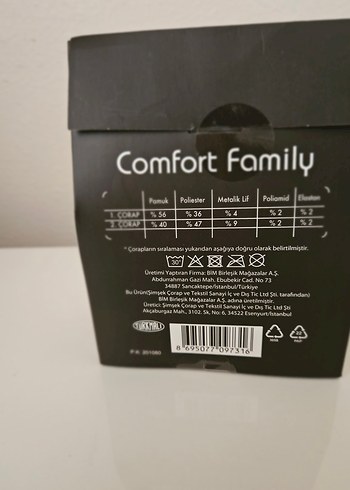 Comfort Family
Pamuk Poliester Metalik Lif Poliamid Elastan
1. ÇORAP % 56 % 36 % 4 % 2 % 2
2. ÇORAP % 40 % 47 % 9 % 2 % 2
* Çorapların sıralaması yukarıdan aşağıya doğru olarak belirtilmiştir.
30°
Üretimi Yaptıran Firma: BİM Birleşik Mağazalar A.Ş.
Abdurrahman Gazi Mah. Ebubekir Cad. No 73
34887 Sancaktepe/İstanbul/Türkiye
Bu Ürün(Şimşek Çorap ve Tekstil Sanayi İç ve Dış Tic Ltd Şti. tarafından)
BİM Birleşik Mağazalar A.Ş. adına üretilmiştir.
Üretici: Şimşek Çorap ve Tekstil Sanayi İç ve Dış Tic Ltd Şti
Akçaburgaz Mah., 3102. Sk. No: 6, 34522 Esenyurt/İstanbul
TÜRK MALI
8 695077 097316
22
PAP